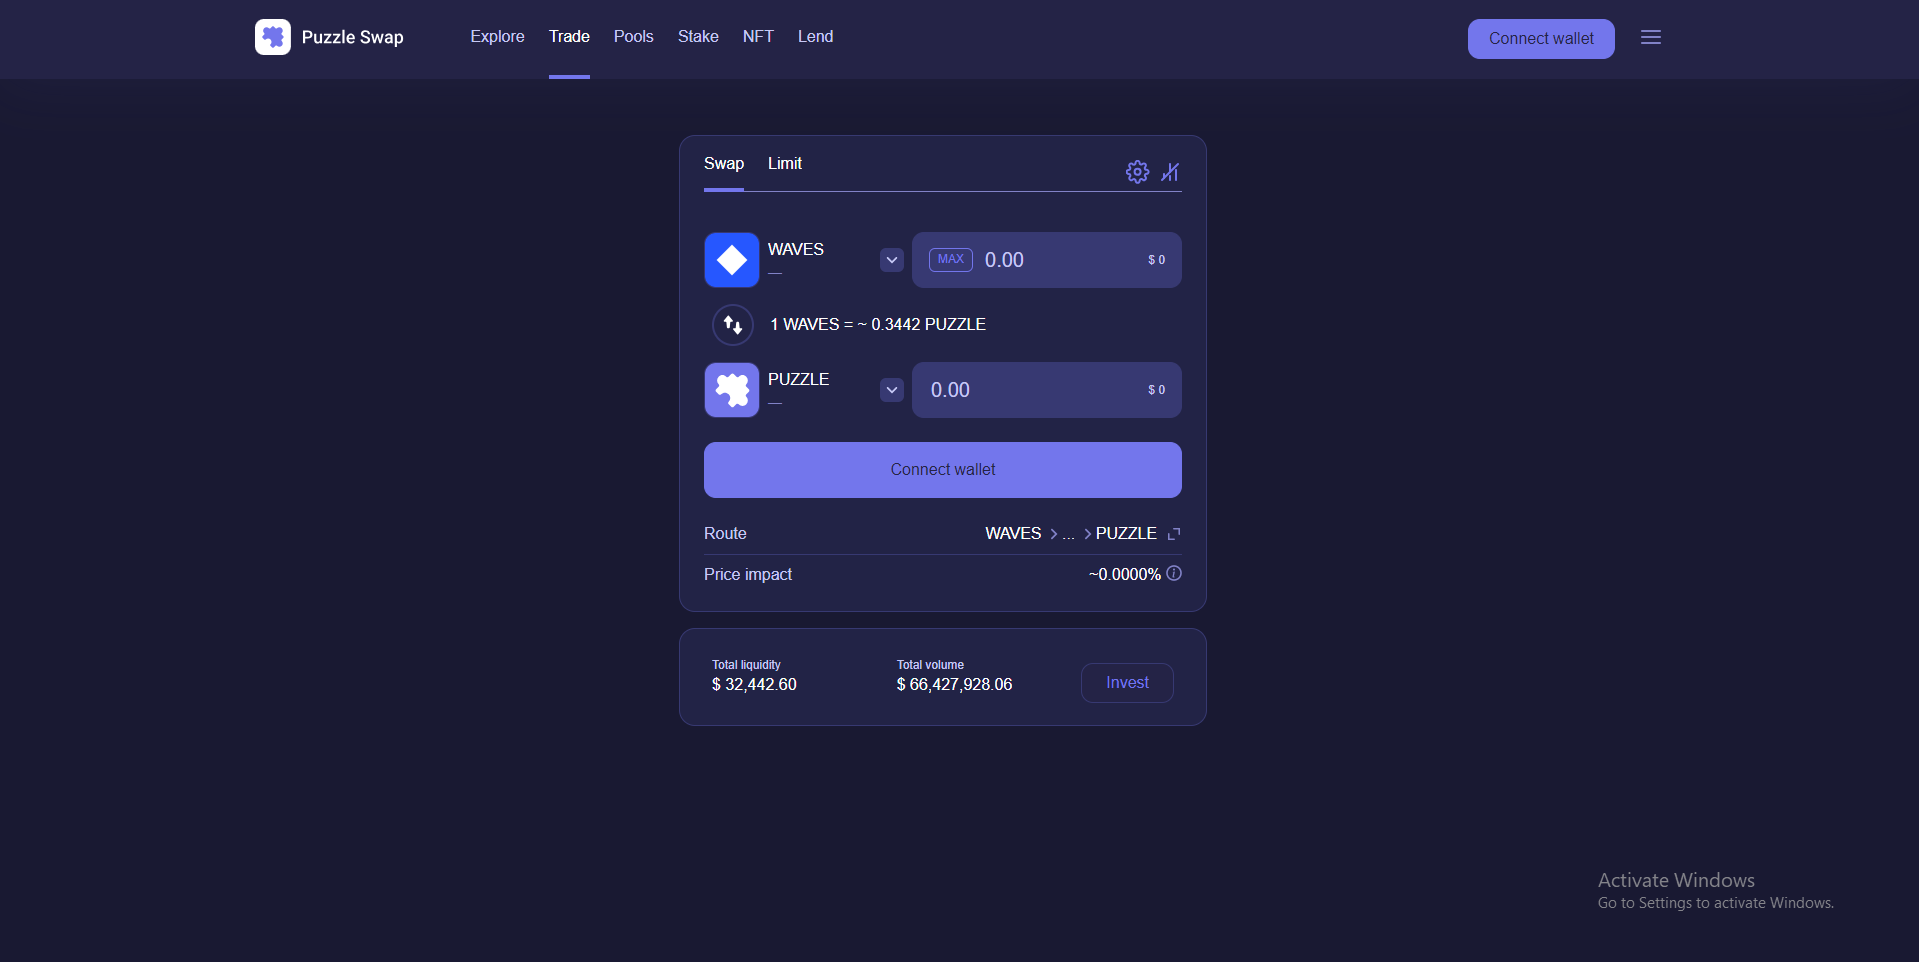 Puzzle Swap
Explore Trade Pools Stake NFT Lend
Connect wallet
Swap Limit
WAVES
—
MAX 0.00 $ 0
1 WAVES = ~ 0.3442 PUZZLE
PUZZLE
—
0.00 $ 0
Connect wallet
Route WAVES > ... > PUZZLE
Price impact ~0.0000%
Total liquidity
$ 32,442.60
Total volume
$ 66,427,928.06
Invest
Activate Windows
Go to Settings to activate Windows.